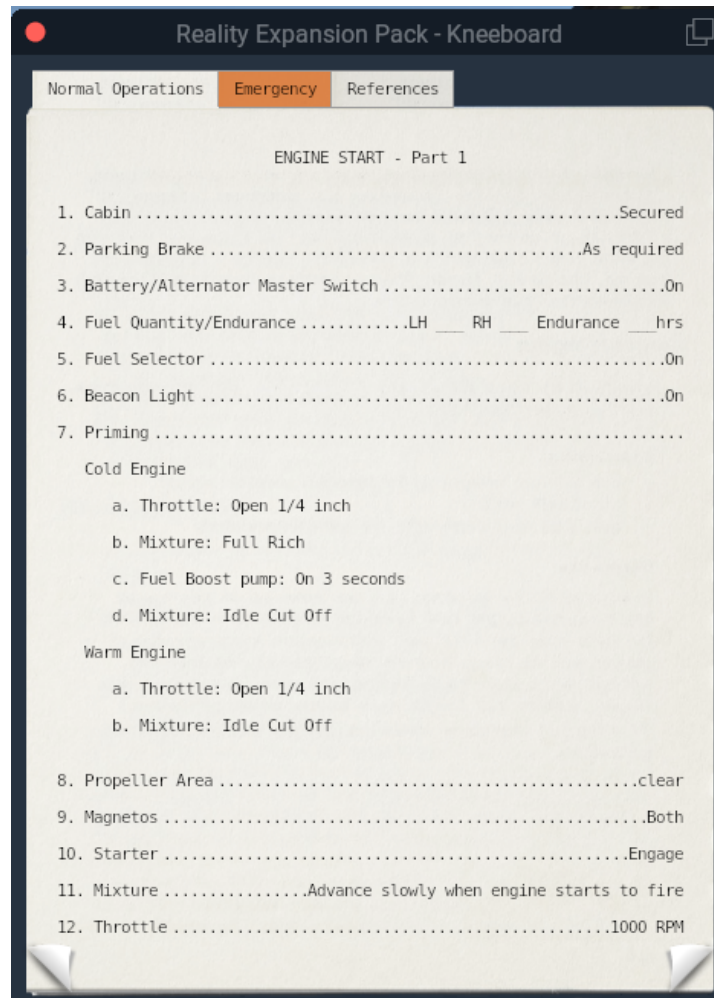 Reality Expansion Pack - Kneeboard
Normal Operations Emergency References
ENGINE START - Part 1
1. Cabin.....................................................Secured
2. Parking Brake.........................................As required
3. Battery/Alternator Master Switch..................................On
4. Fuel Quantity/Endurance............LH ___ RH ___ Endurance ___hrs
5. Fuel Selector..................................................On
6. Beacon Light...................................................On
7. Priming..........................................................
Cold Engine
a. Throttle: Open 1/4 inch
b. Mixture: Full Rich
c. Fuel Boost pump: On 3 seconds
d. Mixture: Idle Cut Off
Warm Engine
a. Throttle: Open 1/4 inch
b. Mixture: Idle Cut Off
8. Propeller Area..............................................clear
9. Magnetos.....................................................Both
10. Starter...................................................Engage
11. Mixture................Advance slowly when engine starts to fire
12. Throttle................................................1000 RPM